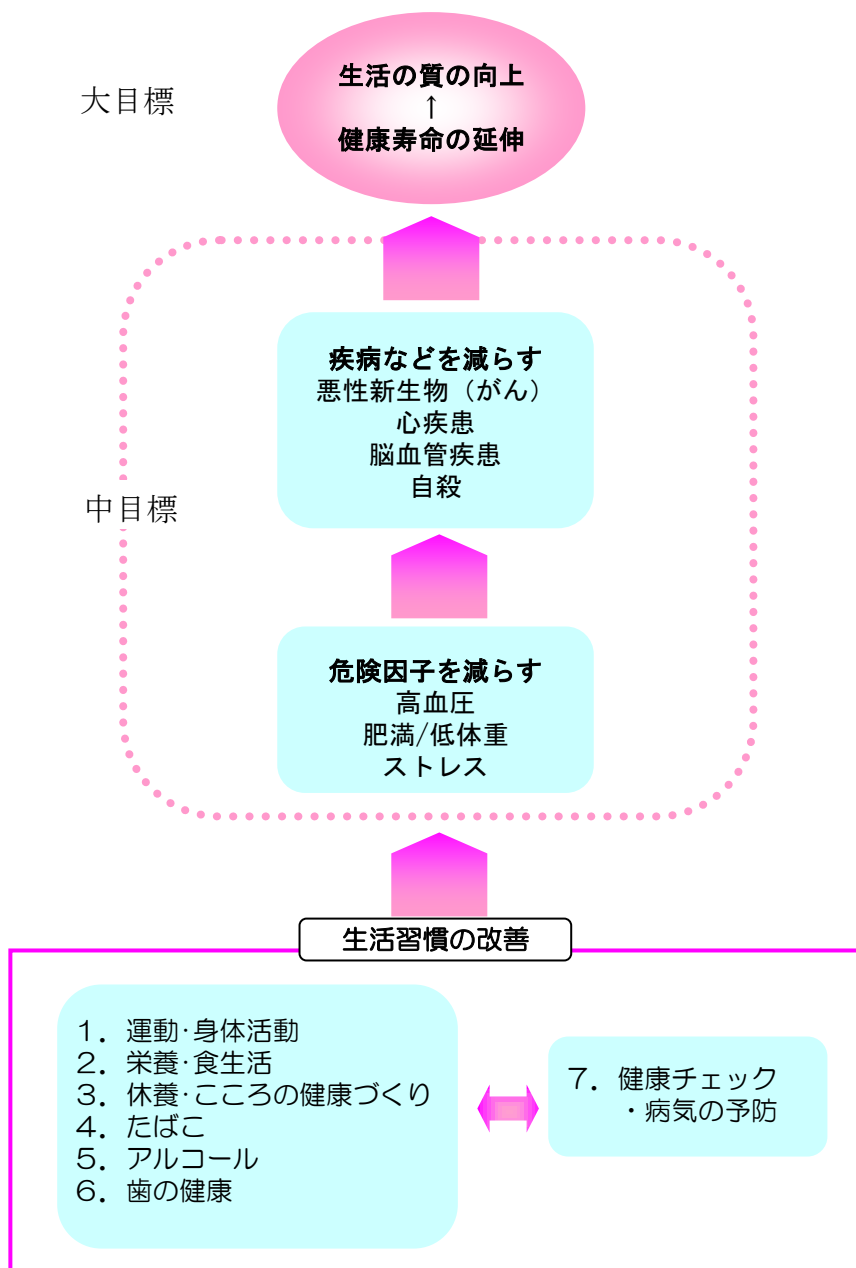 大目標
生活の質の向上
↑
健康寿命の延伸
疾病などを減らす
悪性新生物（がん）
心疾患
脳血管疾患
自殺
中目標
危険因子を減らす
高血圧
肥満/低体重
ストレス
生活習慣の改善
１．運動･身体活動
２．栄養･食生活
３．休養･こころの健康づくり
４．たばこ
５．アルコール
６．歯の健康
７．健康チェック
・病気の予防